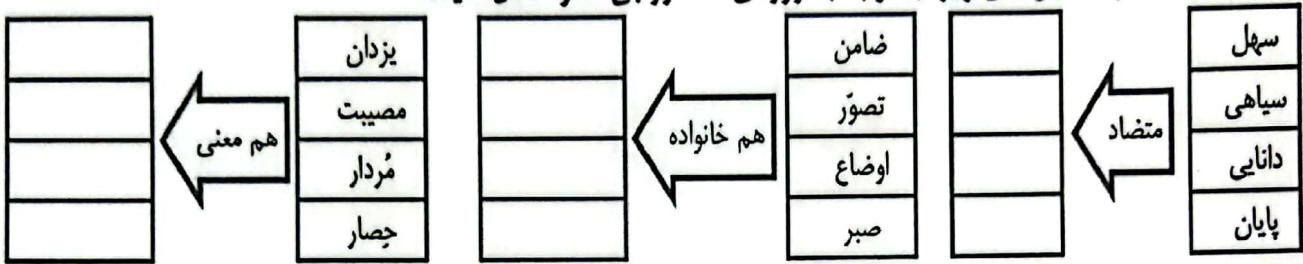 سهل
سیاهی
دانایی
پایان
متضاد
ضامن
تصوّر
اوضاع
صبر
هم خانواده
یزدان
مصیبت
مُردار
حِصار
هم معنی